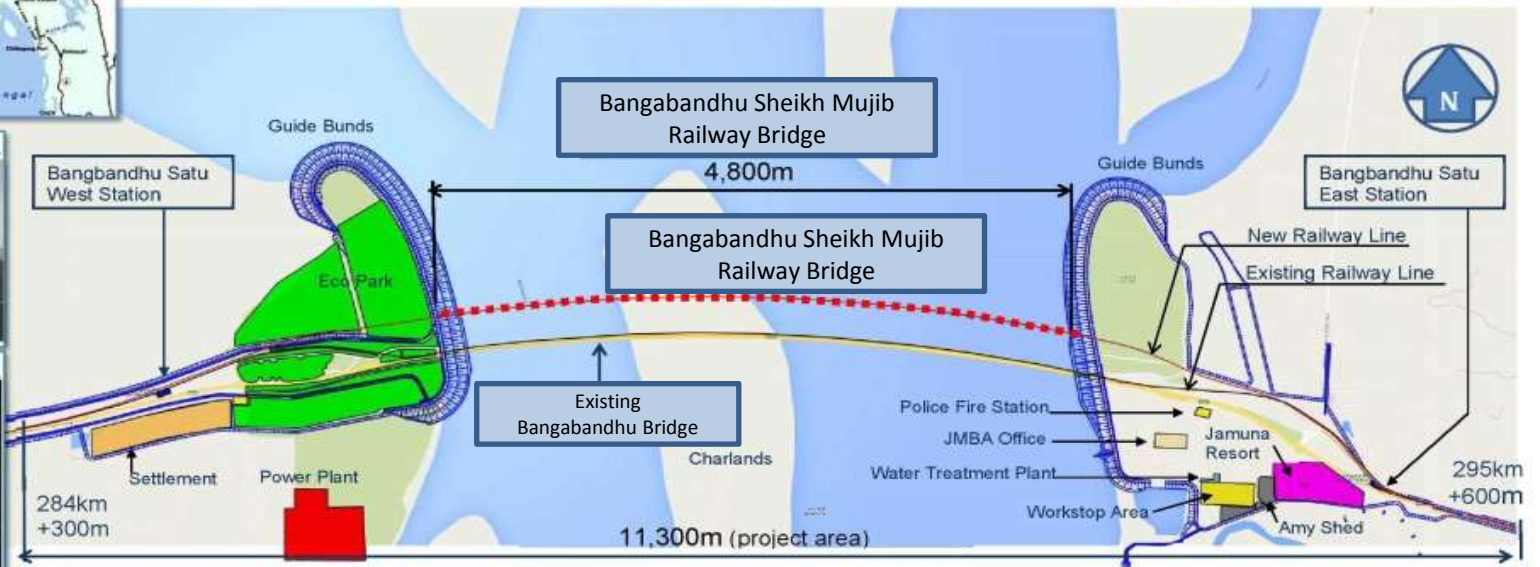 Bangabandhu Sheikh Mujib
Railway Bridge
4,800m
Guide Bunds
Guide Bunds
N
Bangbandhu Satu
West Station
Bangbandhu Satu
East Station
Bangabandhu Sheikh Mujib
Railway Bridge
New Railway Line
Existing Railway Line
Eco Park
Existing
Bangabandhu Bridge
Charlands
Police Fire Station
JMBA Office
Jamuna
Resort
Water Treatment Plant
Workstop Area
Amy Shed
Settlement
Power Plant
284km
+300m
295km
+600m
11,300m (project area)